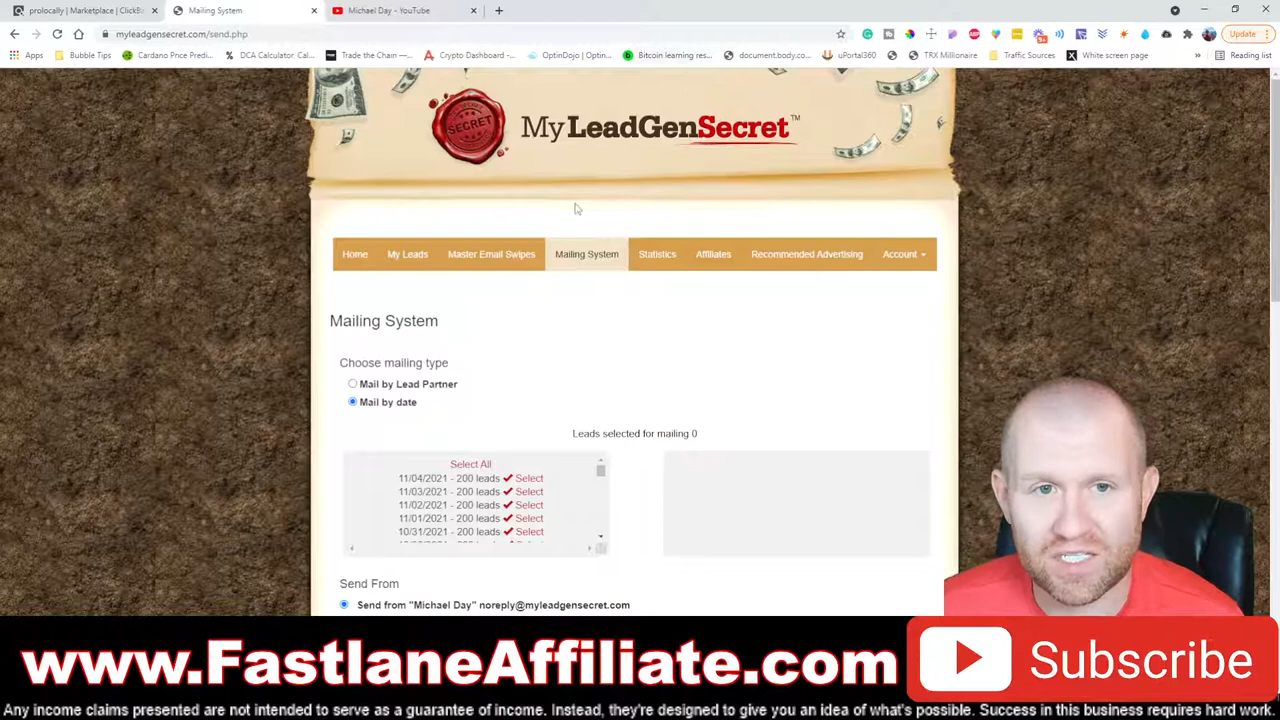 prolocally | Marketplace | ClickBa
Mailing System
Michael Day - YouTube
myleadgensecret.com/send.php
Update
Apps
Bubble Tips
Cardano Price Predi...
DCA Calculator. Cal...
Trade the Chain —...
Crypto Dashboard -...
OptinDojo | Optin...
Bitcoin learning res...
document.body.co...
uPortal360
TRX Millionaire
Traffic Sources
White screen page
»
Reading list
SECRET
MyLeadGenSecret™
Home
My Leads
Master Email Swipes
Mailing System
Statistics
Affiliates
Recommended Advertising
Account
Mailing System
Choose mailing type
Mail by Lead Partner
Mail by date
Leads selected for mailing 0
Select All
11/04/2021 - 200 leads ✔ Select
11/03/2021 - 200 leads ✔ Select
11/02/2021 - 200 leads ✔ Select
11/01/2021 - 200 leads ✔ Select
10/31/2021 - 200 leads ✔ Select
Send From
Send from "Michael Day" noreply@myleadgensecret.com
www.FastlaneAffiliate.com
Subscribe
Any income claims presented are not intended to serve as a guarantee of income. Instead, they're designed to give you an idea of what's possible. Success in this business requires hard work.